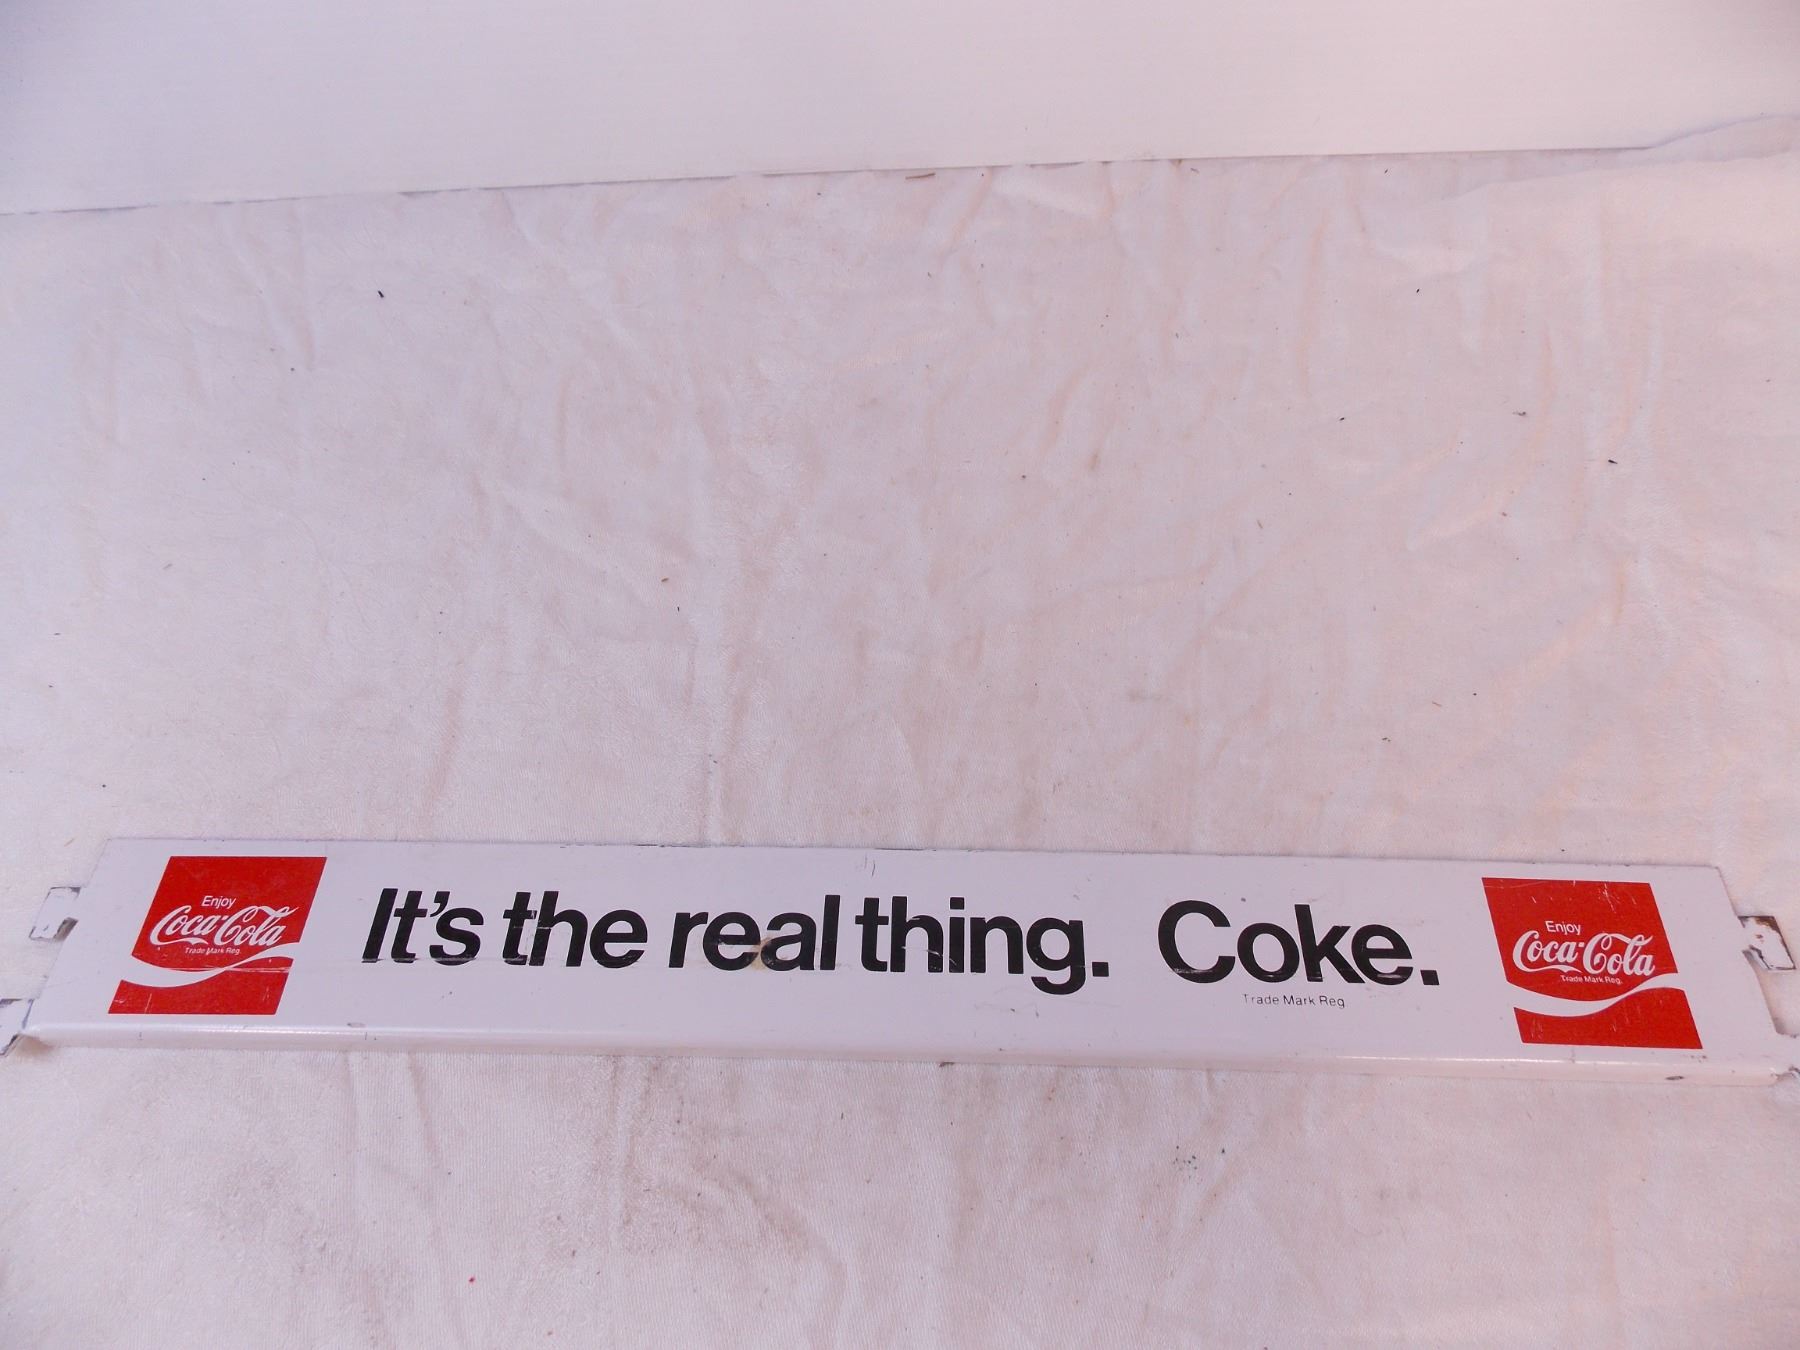 Enjoy
Coca-Cola
Trade Mark Reg.
It's the real thing. Coke.
Trade Mark Reg
Enjoy
Coca-Cola
Trade Mark Reg.